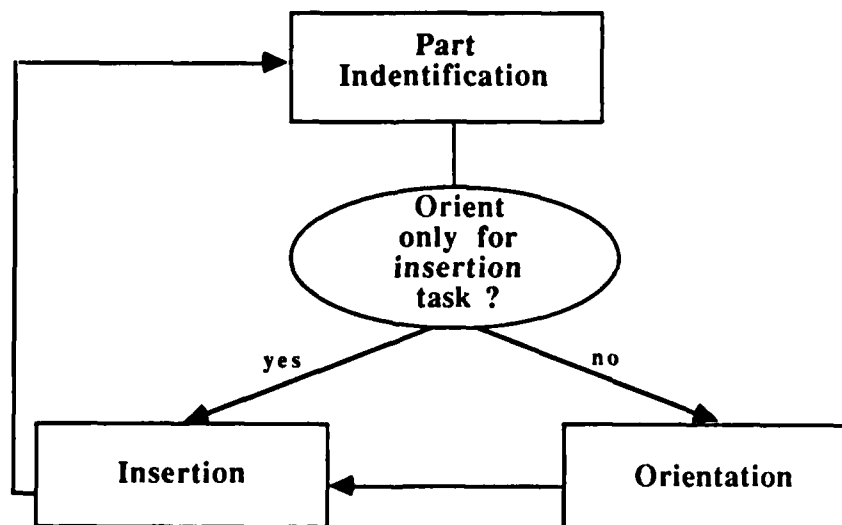 Part
Indentification
Orient
only for
insertion
task ?
yes
no
Insertion
Orientation